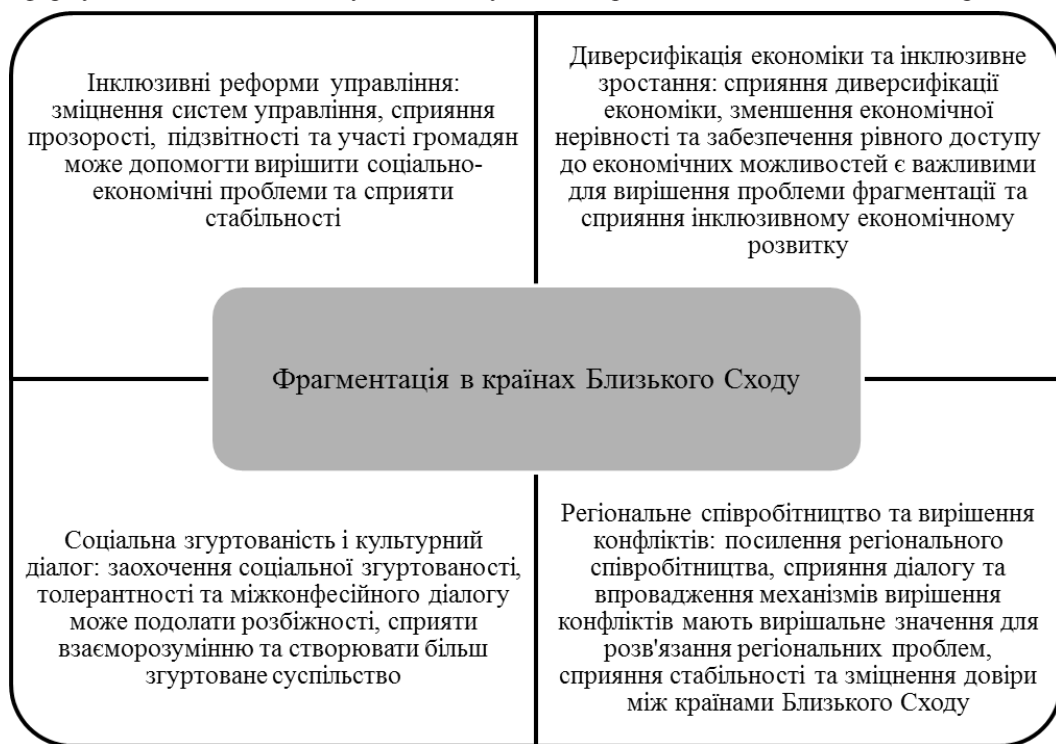 Інклюзивні реформи управління:
зміцнення систем управління, сприяння
прозорості, підзвітності та участі громадян
може допомогти вирішити соціально-
економічні проблеми та сприяти
стабільності
Диверсифікація економіки та інклюзивне
зростання: сприяння диверсифікації
економіки, зменшення економічної
нерівності та забезпечення рівного доступу
до економічних можливостей є важливими
для вирішення проблеми фрагментації та
сприяння інклюзивному економічному
розвитку
Фрагментація в країнах Близького Сходу
Соціальна згуртованість і культурний
діалог: заохочення соціальної згуртованості,
толерантності та міжконфесійного діалогу
може подолати розбіжності, сприяти
взаєморозумінню та створювати більш
згуртоване суспільство
Регіональне співробітництво та вирішення
конфліктів: посилення регіонального
співробітництва, сприяння діалогу та
впровадження механізмів вирішення
конфліктів мають вирішальне значення для
розв'язання регіональних проблем,
сприяння стабільності та зміцнення довіри
між країнами Близького Сходу